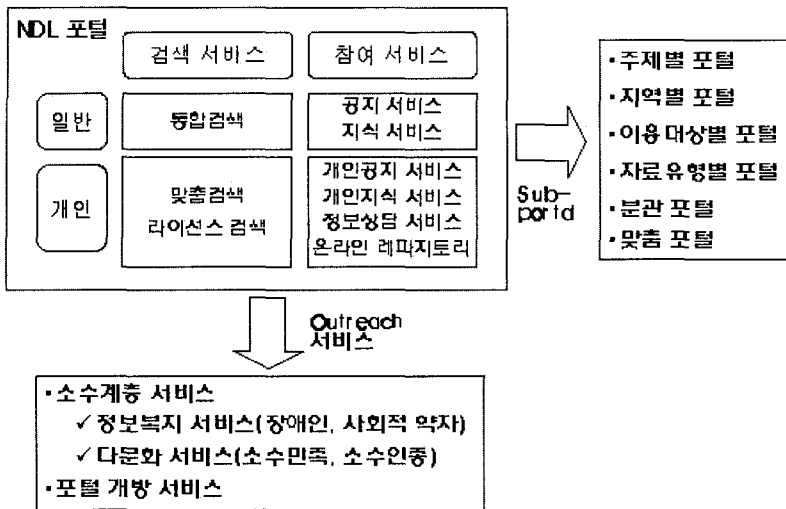 NDL 포털
검색 서비스
참여 서비스
일반
통합검색
공지 서비스
지식 서비스
개인
맞춤검색
라이선스 검색
개인공지 서비스
개인지식 서비스
정보상담 서비스
온라인 레파지토리
Sub-
portal
•주제별 포털
•지역별 포털
•이용대상별 포털
•자료유형별 포털
•분관 포털
•맞춤 포털
Outreach
서비스
•소수계층 서비스
✓ 정보복지 서비스(장애인, 사회적 약자)
✓ 다문화 서비스(소수민족, 소수인종)
•포털 개방 서비스